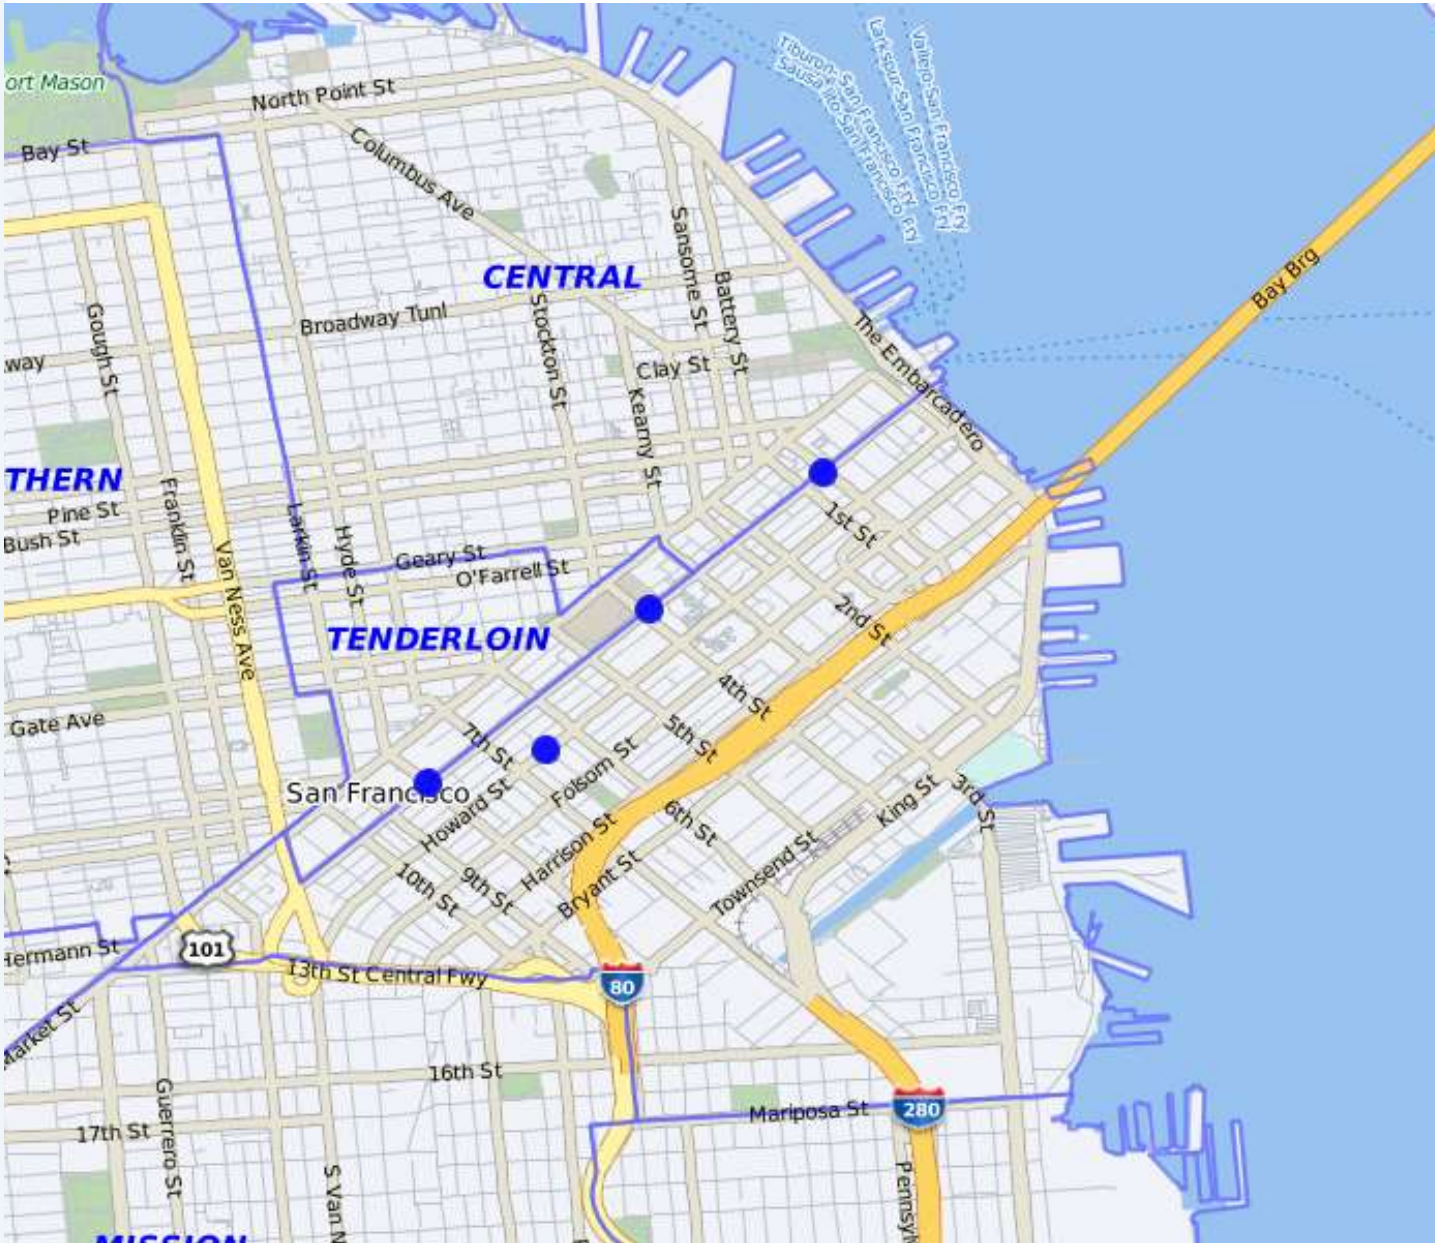 Tiburon-San Francisco Fry
Sausalito-San Francisco Fry
Larkspur-San Francisco Fry
Vallejo-San Francisco Fry
ort Mason
North Point St
Bay St
Columbus Ave
Sansome St
Battery St
CENTRAL
Bay Brg
Gough St
Broadway Tunl
Stockton St
The Embarcadero
way
Clay St
Kearny St
THERN
Pine St
Bush St
Franklin St
Larkin St
Hyde St
Geary St
O'Farrell St
1st St
Van Ness Ave
2nd St
TENDERLOIN
4th St
Gate Ave
5th St
7th St
San Francisco
Folsom St
Howard St
King St
3rd St
6th St
Harrison St
Townsend St
10th St
9th St
Bryant St
Hermann St
101
13th St Central Fwy
80
Market St
16th St
Guerrero St
17th St
Mariposa St
280
S Van N
Pennsylv
MISSION